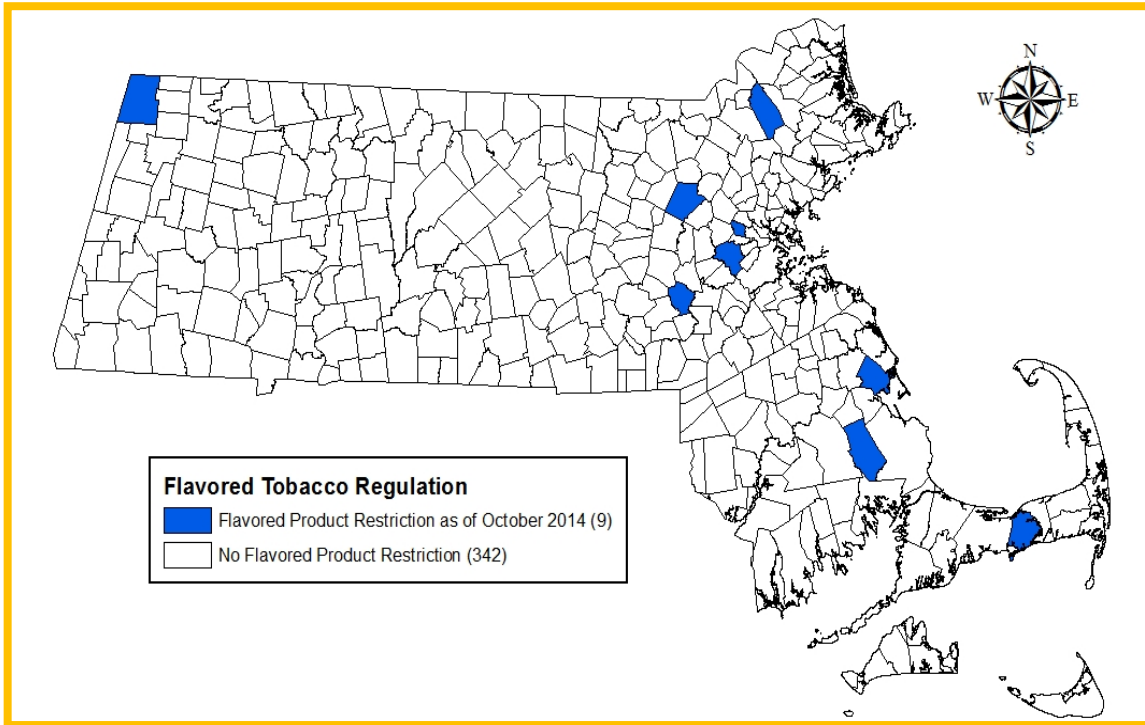 N
W E
S
Flavored Tobacco Regulation
Flavored Product Restriction as of October 2014 (9)
No Flavored Product Restriction (342)